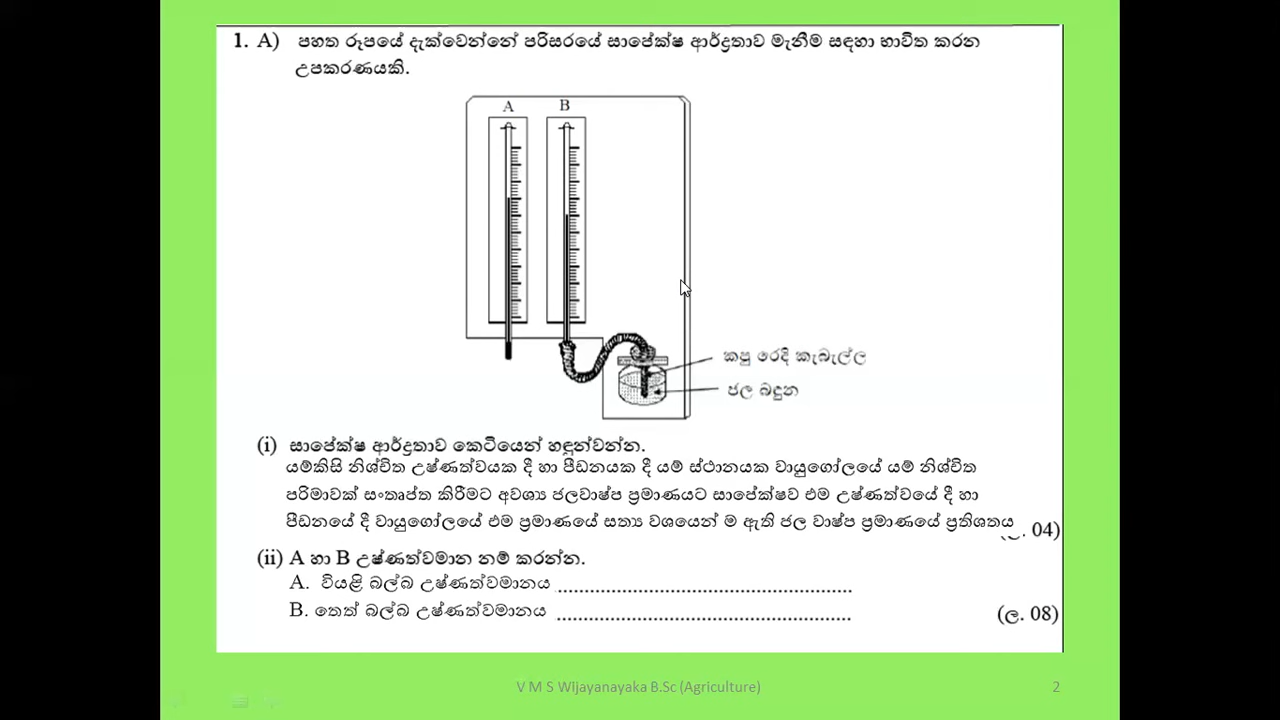 1. A) පහත රූපයේ දැක්වෙන්නේ පරිසරයේ සාපේක්ෂ ආර්ද්‍රතාව මැනීම සඳහා භාවිත කරන
උපකරණයකි.
A B
කපු රෙදි කැබැල්ල
ජල බඳුන
(i) සාපේක්ෂ ආර්ද්‍රතාව කෙටියෙන් හඳුන්වන්න.
යම්කිසි නිශ්චිත උෂ්ණත්වයක දී හා පීඩනයක දී යම් ස්ථානයක වායුගෝලයේ යම් නිශ්චිත
පරිමාවක් සංතෘප්ත කිරීමට අවශ්‍ය ජලවාෂ්ප ප්‍රමාණයට සාපේක්ෂව එම උෂ්ණත්වයේ දී හා
පීඩනයේ දී වායුගෝලයේ එම ප්‍රමාණයේ සත්‍ය වශයෙන් ම ඇති ජල වාෂ්ප ප්‍රමාණයේ ප්‍රතිශතය
(ල. 04)
(ii) A හා B උෂ්ණත්වමාන නම් කරන්න.
A. වියළි බල්බ උෂ්ණත්වමානය ................................................
B. තෙත් බල්බ උෂ්ණත්වමානය ................................................ (ල. 08)
V M S Wijayanayaka B.Sc (Agriculture) 2